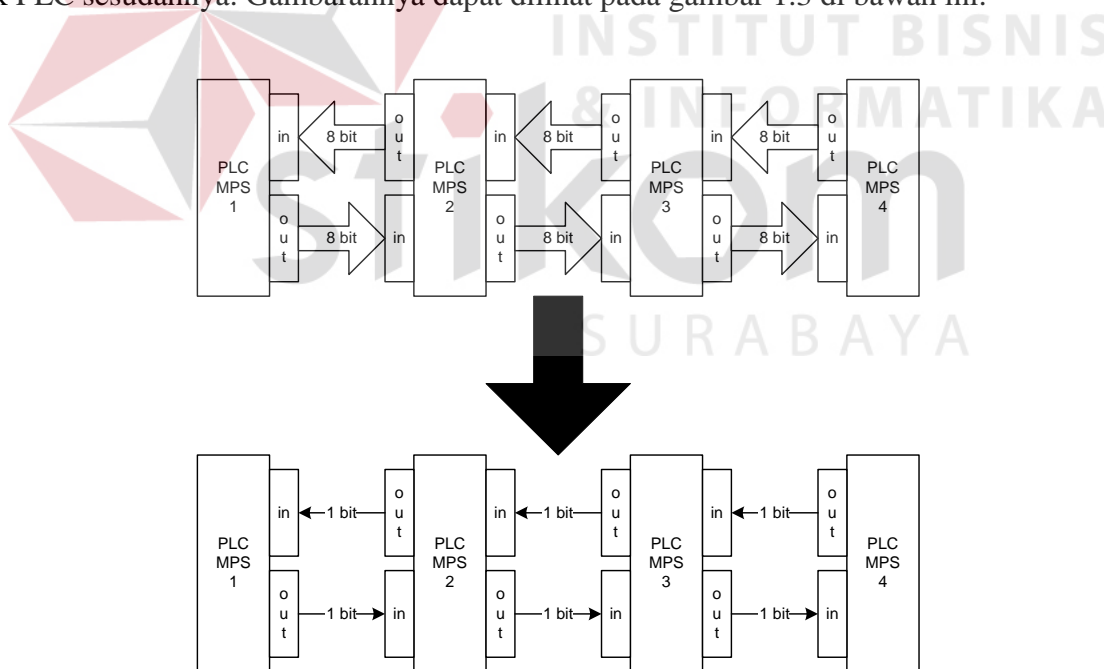 PLC sesudahnya. Gambarannya dapat dilihat pada gambar 1.3 di bawah ini:
INSTITUT BISNIS
& INFORMATIKA
stikom
SURABAYA
PLC MPS 1
in
out
8 bit
8 bit
out
in
PLC MPS 2
in
out
8 bit
8 bit
out
in
PLC MPS 3
in
out
8 bit
8 bit
out
in
PLC MPS 4
PLC MPS 1
in
out
1 bit
1 bit
out
in
PLC MPS 2
in
out
1 bit
1 bit
out
in
PLC MPS 3
in
out
1 bit
1 bit
out
in
PLC MPS 4